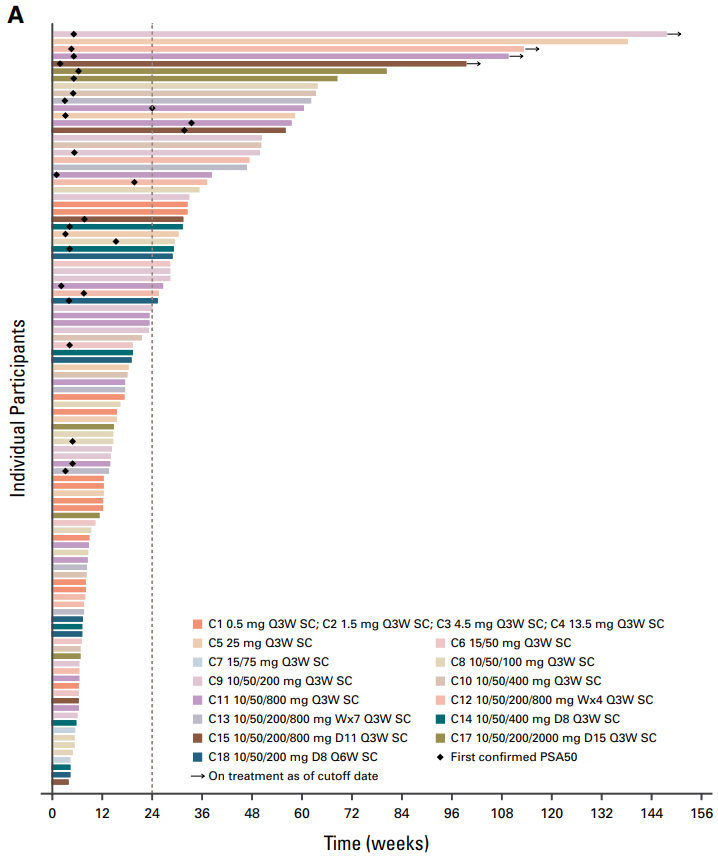 A
Individual Participants
C1 0.5 mg Q3W SC; C2 1.5 mg Q3W SC; C3 4.5 mg Q3W SC; C4 13.5 mg Q3W SC
C5 25 mg Q3W SC
C6 15/50 mg Q3W SC
C7 15/75 mg Q3W SC
C8 10/50/100 mg Q3W SC
C9 10/50/200 mg Q3W SC
C10 10/50/400 mg Q3W SC
C11 10/50/800 mg Q3W SC
C12 10/50/200/800 mg Wx4 Q3W SC
C13 10/50/200/800 mg Wx7 Q3W SC
C14 10/50/400 mg D8 Q3W SC
C15 10/50/200/800 mg D11 Q3W SC
C17 10/50/200/2000 mg D15 Q3W SC
C18 10/50/200 mg D8 Q6W SC
First confirmed PSA50
On treatment as of cutoff date
0 12 24 36 48 60 72 84 96 108 120 132 144 156
Time (weeks)